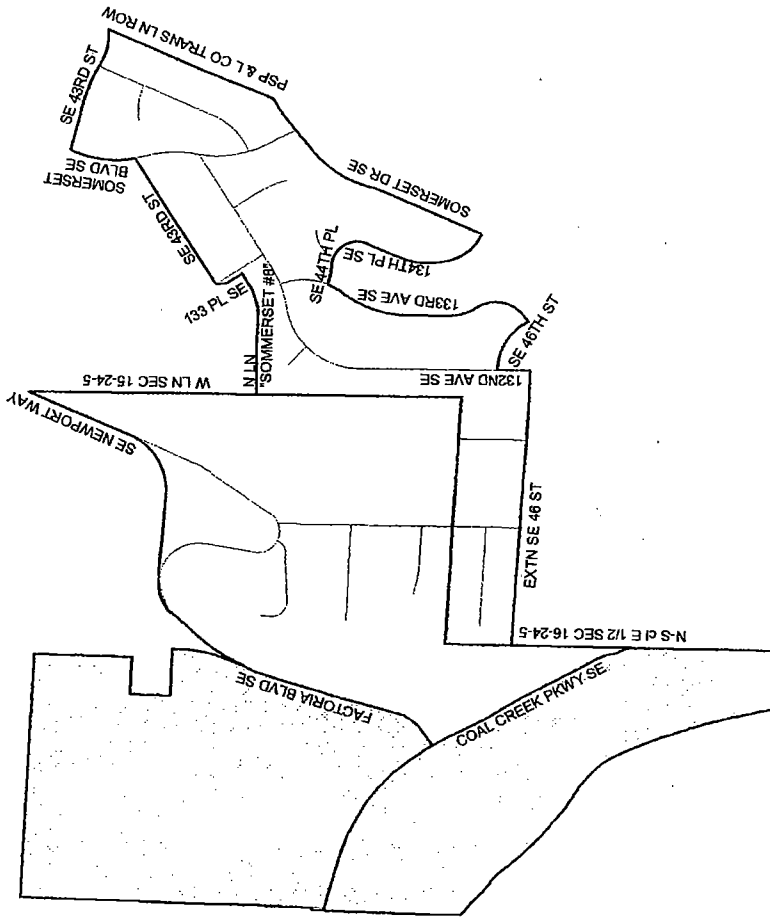 PSP & L CO TRANS LN ROW
SE 43RD ST
SOMERSET
BLVD SE
SE 43RD ST
SOMERSET DR SE
134TH PL SE
SE 44TH PL
133 PL SE
133RD AVE SE
N LN
"SOMMERSET #8"
SE 46TH ST
W LN SEC 15-24-5
132ND AVE SE
SE NEWPORT WAY
EXTN SE 46 ST
N-S cl E 1/2 SEC 16-24-5
FACTORIA BLVD SE
COAL CREEK PKWY SE